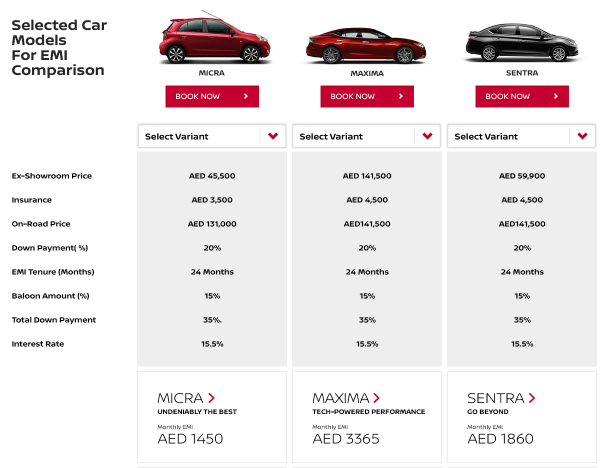 Selected Car
Models
For EMI
Comparison
MICRA
MAXIMA
SENTRA
BOOK NOW
BOOK NOW
BOOK NOW
Select Variant
Select Variant
Select Variant
Ex-Showroom Price AED 45,500 AED 141,500 AED 59,900
Insurance AED 3,500 AED 4,500 AED 4,500
On-Road Price AED 131,000 AED141,500 AED141,500
Down Payment( %) 20% 20% 20%
EMI Tenure (Months) 24 Months 24 Months 24 Months
Baloon Amount (%) 15% 15% 15%
Total Down Payment 35%. 35% 35%
Interest Rate 15.5% 15.5% 15.5%
MICRA
UNDENIABLY THE BEST
Monthly EMI
AED 1450
MAXIMA
TECH-POWERED PERFORMANCE
Monthly EMI
AED 3365
SENTRA
GO BEYOND
Monthly EMI
AED 1860